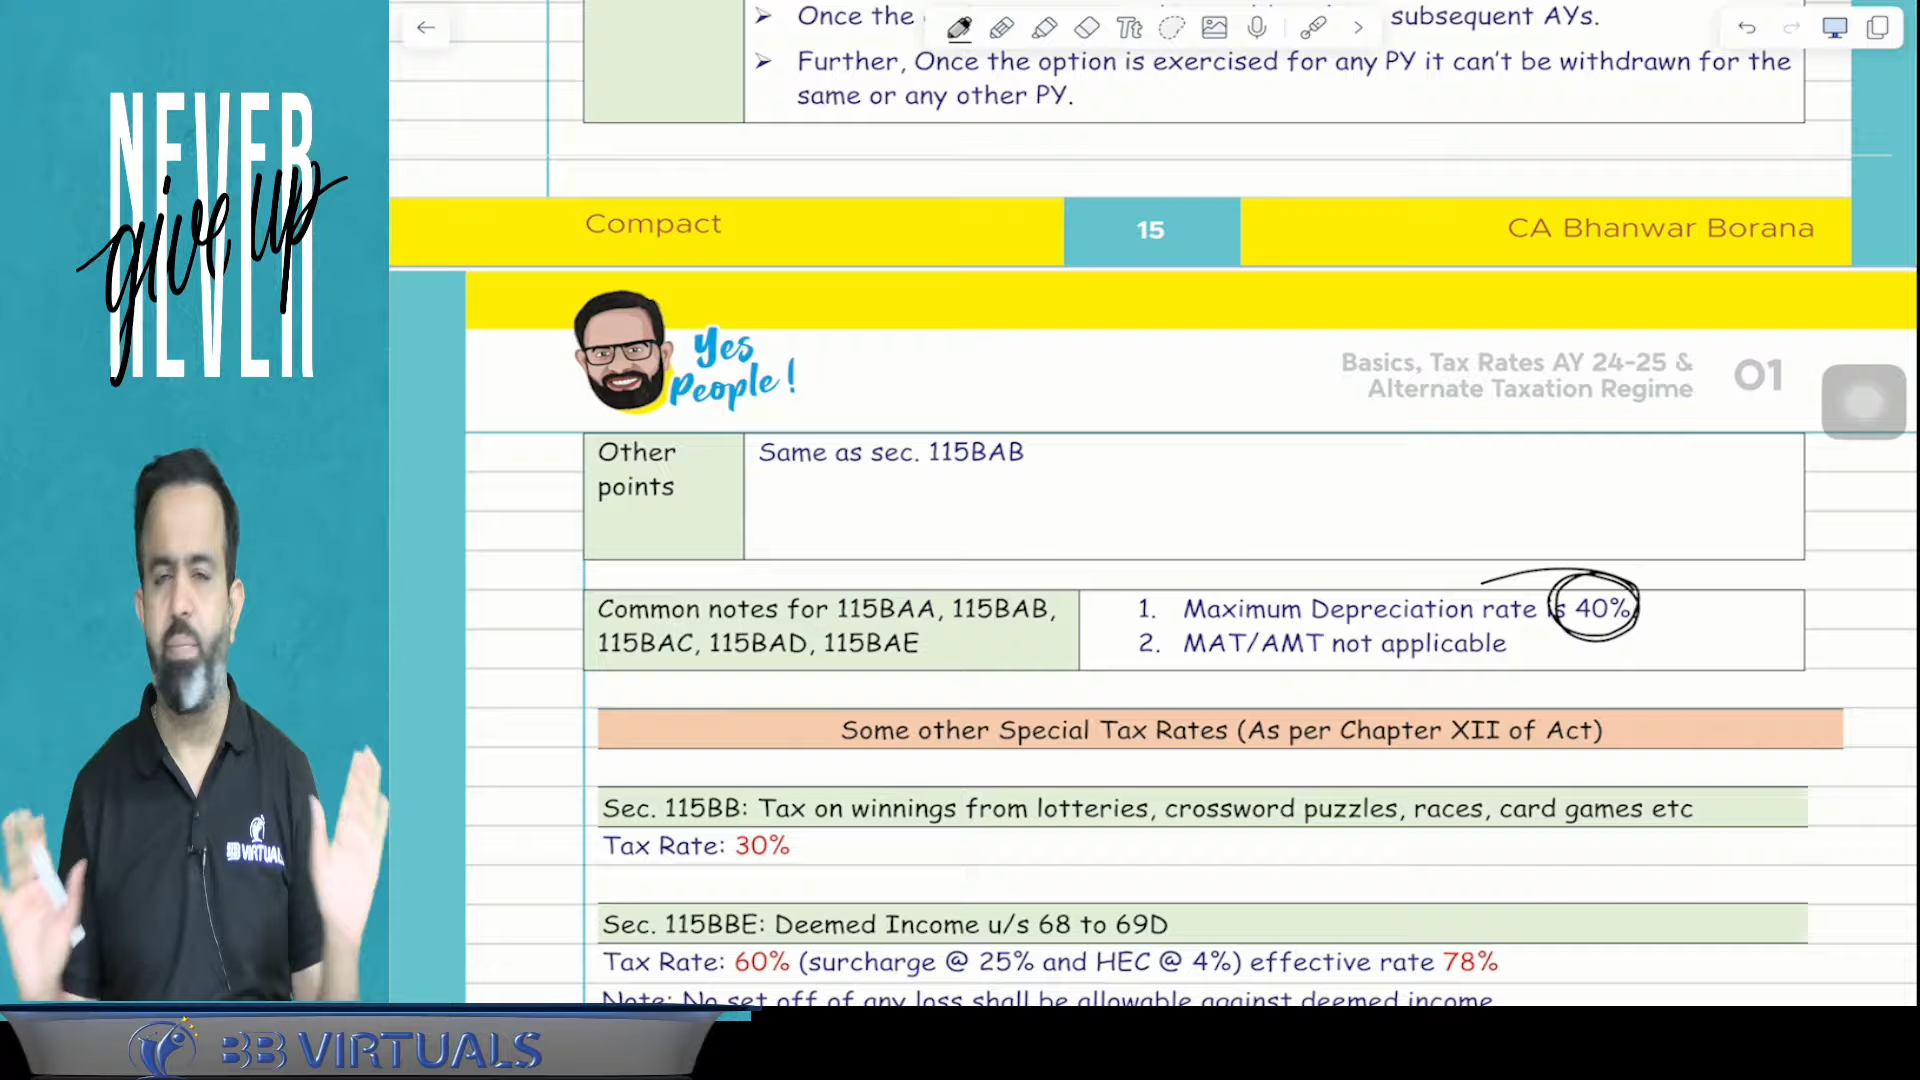 Once the
subsequent AYs.
Further, Once the option is exercised for any PY it can't be withdrawn for the
same or any other PY.
Compact
15
CA Bhanwar Borana
NEVER
give up
NEVER
Yes
People !
Basics, Tax Rates AY 24-25 &
Alternate Taxation Regime
01
Other
points
Same as sec. 115BAB
Common notes for 115BAA, 115BAB,
115BAC, 115BAD, 115BAE
1. Maximum Depreciation rate is 40%
2. MAT/AMT not applicable
Some other Special Tax Rates (As per Chapter XII of Act)
Sec. 115BB: Tax on winnings from lotteries, crossword puzzles, races, card games etc
Tax Rate: 30%
Sec. 115BBE: Deemed Income u/s 68 to 69D
Tax Rate: 60% (surcharge @ 25% and HEC @ 4%) effective rate 78%
Note: No set off of any loss shall be allowable against deemed income
BB VIRTUALS
BB VIRTUALS
Tt